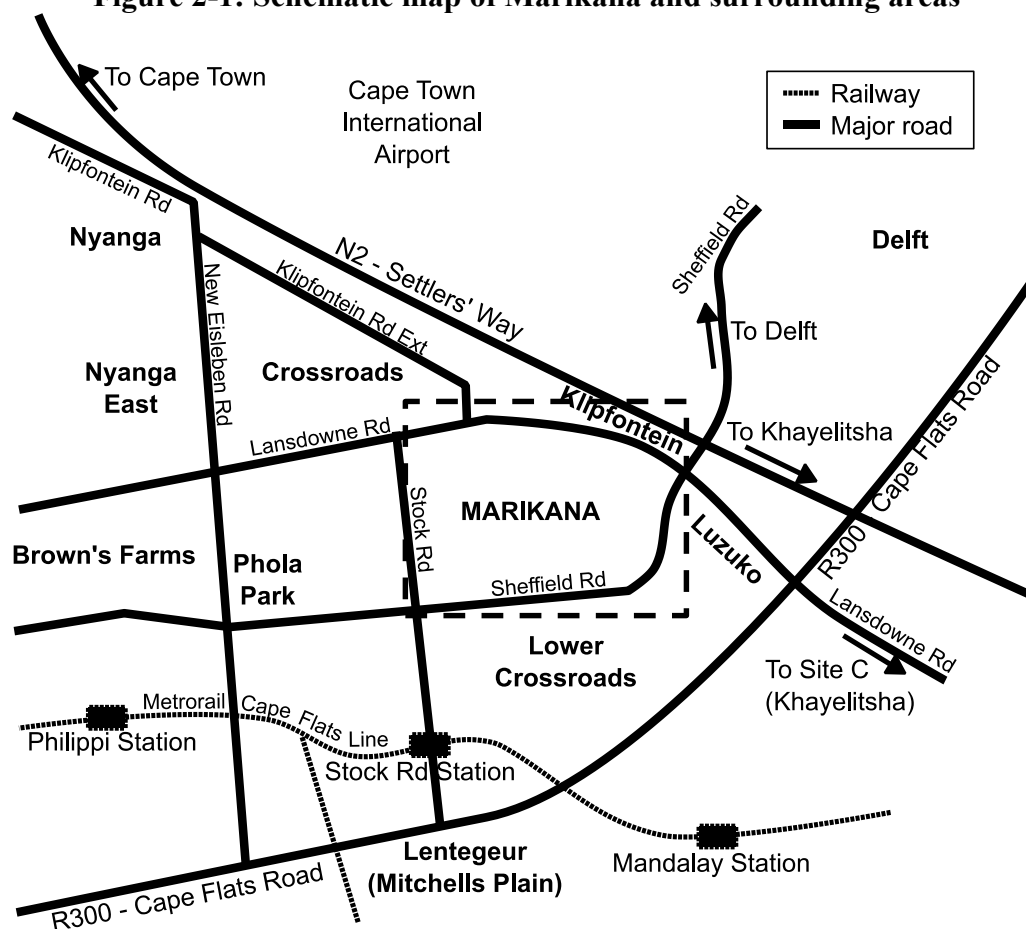 Figure 2-1: Schematic map of Marikana and surrounding areas
To Cape Town
Cape Town
International
Airport
Railway
Major road
Klipfontein Rd
Nyanga
N2 - Settlers' Way
Sheffield Rd
Delft
New Eisleben Rd
Klipfontein Rd Ext
To Delft
Nyanga
East
Crossroads
Klipfontein
To Khayelitsha
R300 - Cape Flats Road
Lansdowne Rd
Stock Rd
MARIKANA
Luzuko
Brown's Farms
Phola
Park
Sheffield Rd
Lansdowne Rd
Lower
Crossroads
To Site C
(Khayelitsha)
Metrorail Cape Flats Line
Philippi Station
Stock Rd Station
Mandalay Station
Lentegeur
(Mitchells Plain)
R300 - Cape Flats Road